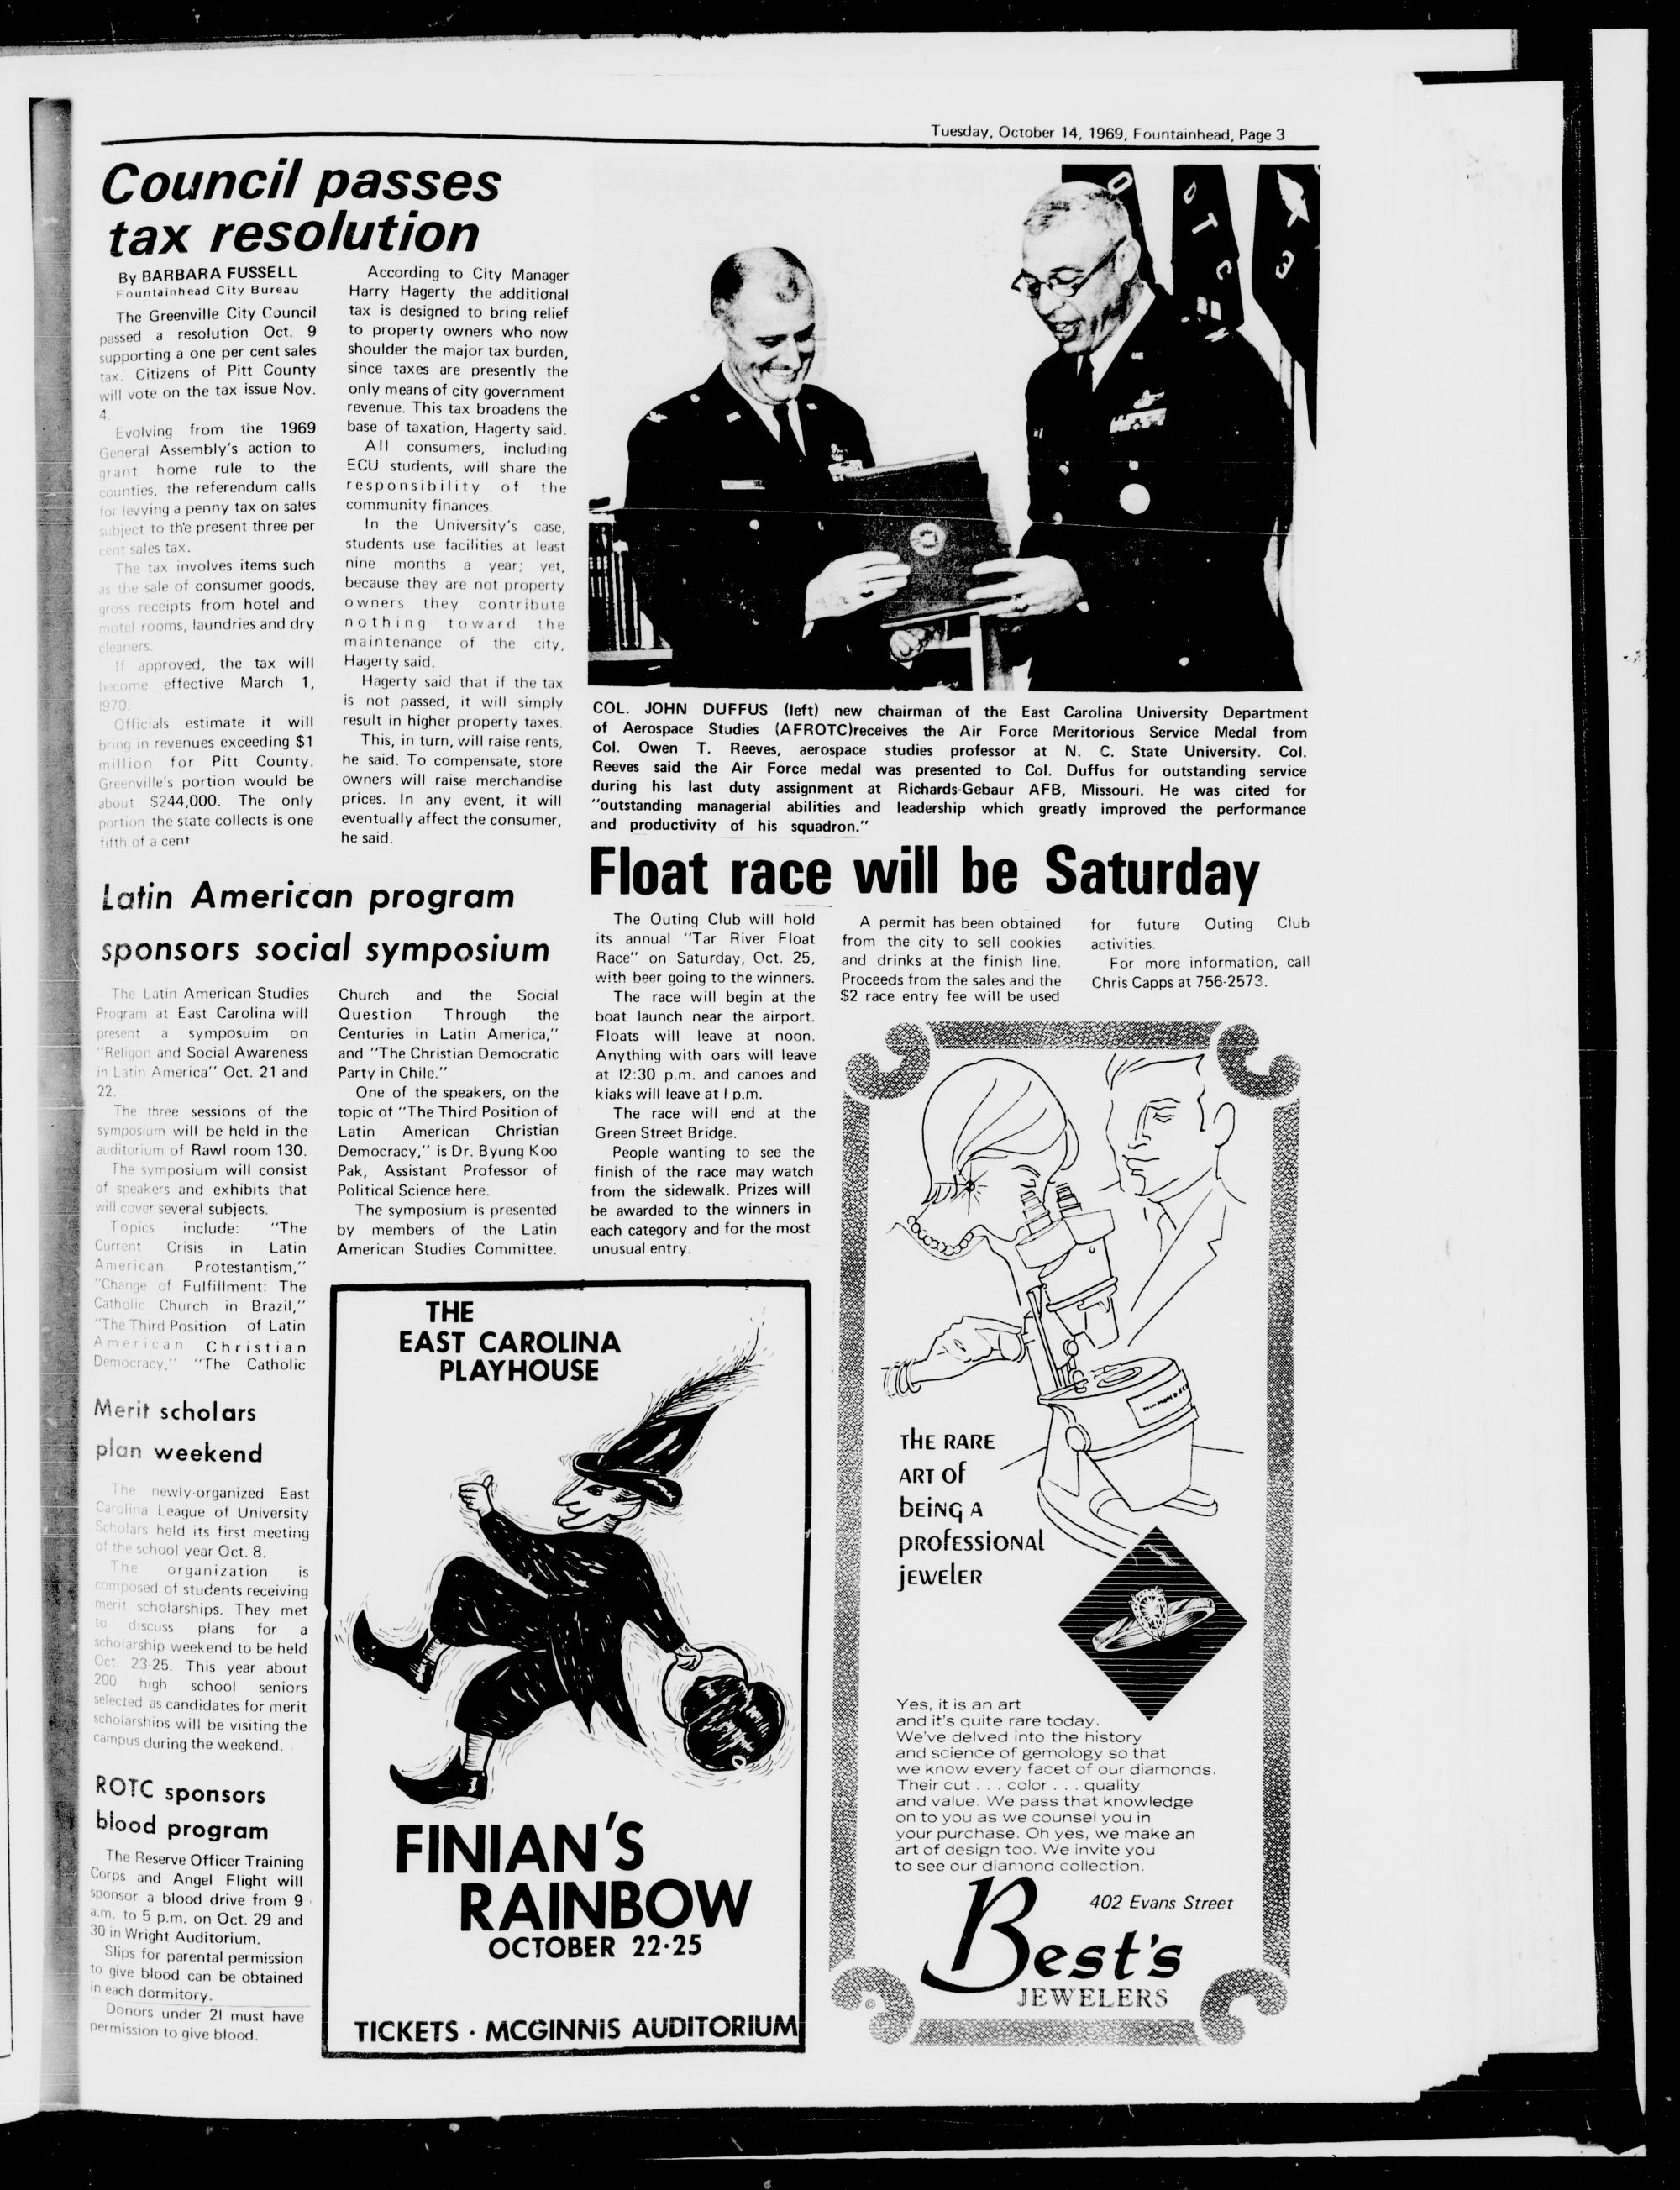 Tuesday, October 14, 1969, Fountainhead, Page 3
Council passes
tax resolution
By BARBARA FUSSELL
Fountainhead City Bureau
The Greenville City Council
passed a resolution Oct. 9
supporting a one per cent sales
tax. Citizens of Pitt County
will vote on the tax issue Nov.
4.
Evolving from the 1969
General Assembly's action to
grant home rule to the
counties, the referendum calls
for levying a penny tax on sales
subject to the present three per
cent sales tax.
The tax involves items such
as the sale of consumer goods,
gross receipts from hotel and
motel rooms, laundries and dry
cleaners.
If approved, the tax will
become effective March 1,
1970.
Officials estimate it will
bring in revenues exceeding $1
million for Pitt County.
Greenville's portion would be
about $244,000. The only
portion the state collects is one
fifth of a cent
According to City Manager
Harry Hagerty the additional
tax is designed to bring relief
to property owners who now
shoulder the major tax burden,
since taxes are presently the
only means of city government
revenue. This tax broadens the
base of taxation, Hagerty said.
All consumers, including
ECU students, will share the
responsibility of the
community finances.
In the University's case,
students use facilities at least
nine months a year; yet,
because they are not property
owners they contribute
nothing toward the
maintenance of the city,
Hagerty said.
Hagerty said that if the tax
is not passed, it will simply
result in higher property taxes.
This, in turn, will raise rents,
he said. To compensate, store
owners will raise merchandise
prices. In any event, it will
eventually affect the consumer,
he said.
COL. JOHN DUFFUS (left) new chairman of the East Carolina University Department
of Aerospace Studies (AFROTC)receives the Air Force Meritorious Service Medal from
Col. Owen T. Reeves, aerospace studies professor at N. C. State University. Col.
Reeves said the Air Force medal was presented to Col. Duffus for outstanding service
during his last duty assignment at Richards-Gebaur AFB, Missouri. He was cited for
"outstanding managerial abilities and leadership which greatly improved the performance
and productivity of his squadron."
Latin American program
sponsors social symposium
The Latin American Studies
Program at East Carolina will
present a symposuim on
"Religon and Social Awareness
in Latin America" Oct. 21 and
22.
The three sessions of the
symposium will be held in the
auditorium of Rawl room 130.
The symposium will consist
of speakers and exhibits that
will cover several subjects.
Topics include: "The
Current Crisis in Latin
American Protestantism,"
"Change of Fulfillment: The
Catholic Church in Brazil,"
"The Third Position of Latin
American Christian
Democracy," "The Catholic
Church and the Social
Question Through the
Centuries in Latin America,"
and "The Christian Democratic
Party in Chile."
One of the speakers, on the
topic of "The Third Position of
Latin American Christian
Democracy," is Dr. Byung Koo
Pak, Assistant Professor of
Political Science here.
The symposium is presented
by members of the Latin
American Studies Committee.
Float race will be Saturday
The Outing Club will hold
its annual "Tar River Float
Race" on Saturday, Oct. 25,
with beer going to the winners.
The race will begin at the
boat launch near the airport.
Floats will leave at noon.
Anything with oars will leave
at 12:30 p.m. and canoes and
kiaks will leave at 1 p.m.
The race will end at the
Green Street Bridge.
People wanting to see the
finish of the race may watch
from the sidewalk. Prizes will
be awarded to the winners in
each category and for the most
unusual entry.
A permit has been obtained
from the city to sell cookies
and drinks at the finish line.
Proceeds from the sales and the
$2 race entry fee will be used
for future Outing Club
activities.
For more information, call
Chris Capps at 756-2573.
Merit scholars
plan weekend
The newly-organized East
Carolina League of University
Scholars held its first meeting
of the school year Oct. 8.
The organization is
composed of students receiving
merit scholarships. They met
to discuss plans for a
scholarship weekend to be held
Oct. 23-25. This year about
200 high school seniors
selected as candidates for merit
scholarships will be visiting the
campus during the weekend.
ROTC sponsors
blood program
The Reserve Officer Training
Corps and Angel Flight will
sponsor a blood drive from 9
a.m. to 5 p.m. on Oct. 29 and
30 in Wright Auditorium.
Slips for parental permission
to give blood can be obtained
in each dormitory.
Donors under 21 must have
permission to give blood.
THE
EAST CAROLINA
PLAYHOUSE
FINIAN'S
RAINBOW
OCTOBER 22·25
TICKETS · MCGINNIS AUDITORIUM
THE RARE
ART of
bEING A
PROfESSIONAl
jEWElER
Yes, it is an art
and it's quite rare today.
We've delved into the history
and science of gemology so that
we know every facet of our diamonds.
Their cut . . . color . . . quality
and value. We pass that knowledge
on to you as we counsel you in
your purchase. Oh yes, we make an
art of design too. We invite you
to see our diamond collection.
402 Evans Street
Best's
JEWELERS
©